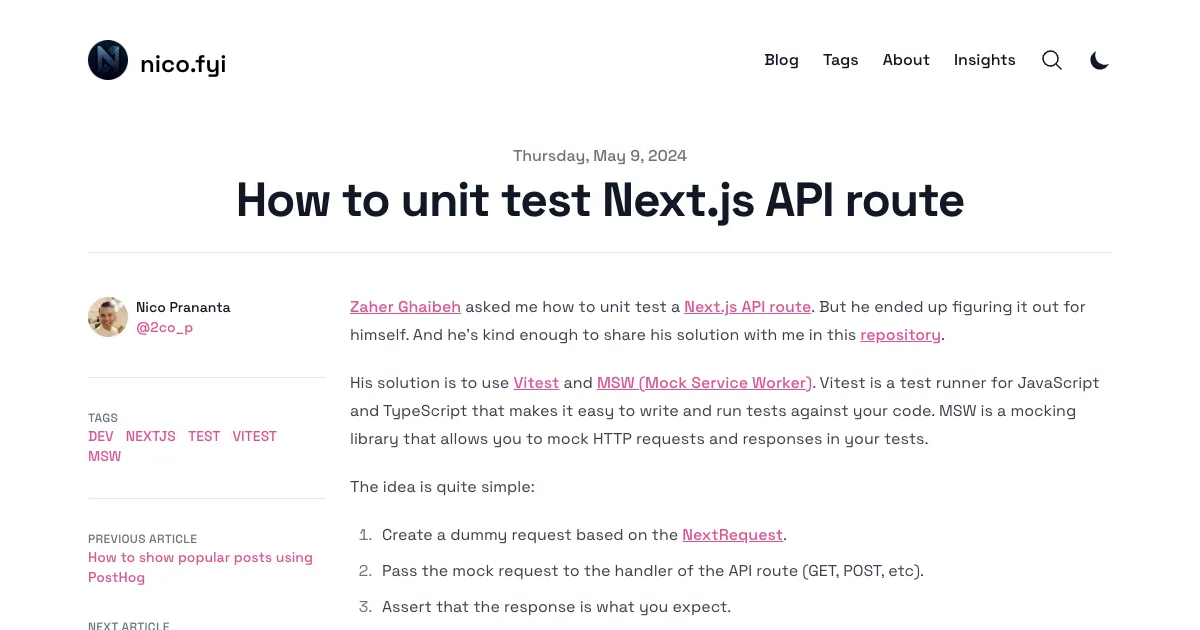 nico.fyi
Blog Tags About Insights
Thursday, May 9, 2024
How to unit test Next.js API route
Nico Prananta
@2co_p
TAGS
DEV NEXTJS TEST VITEST
MSW
PREVIOUS ARTICLE
How to show popular posts using
PostHog
NEXT ARTICLE
Zaher Ghaibeh asked me how to unit test a Next.js API route. But he ended up figuring it out for
himself. And he's kind enough to share his solution with me in this repository.
His solution is to use Vitest and MSW (Mock Service Worker). Vitest is a test runner for JavaScript
and TypeScript that makes it easy to write and run tests against your code. MSW is a mocking
library that allows you to mock HTTP requests and responses in your tests.
The idea is quite simple:
1. Create a dummy request based on the NextRequest.
2. Pass the mock request to the handler of the API route (GET, POST, etc).
3. Assert that the response is what you expect.